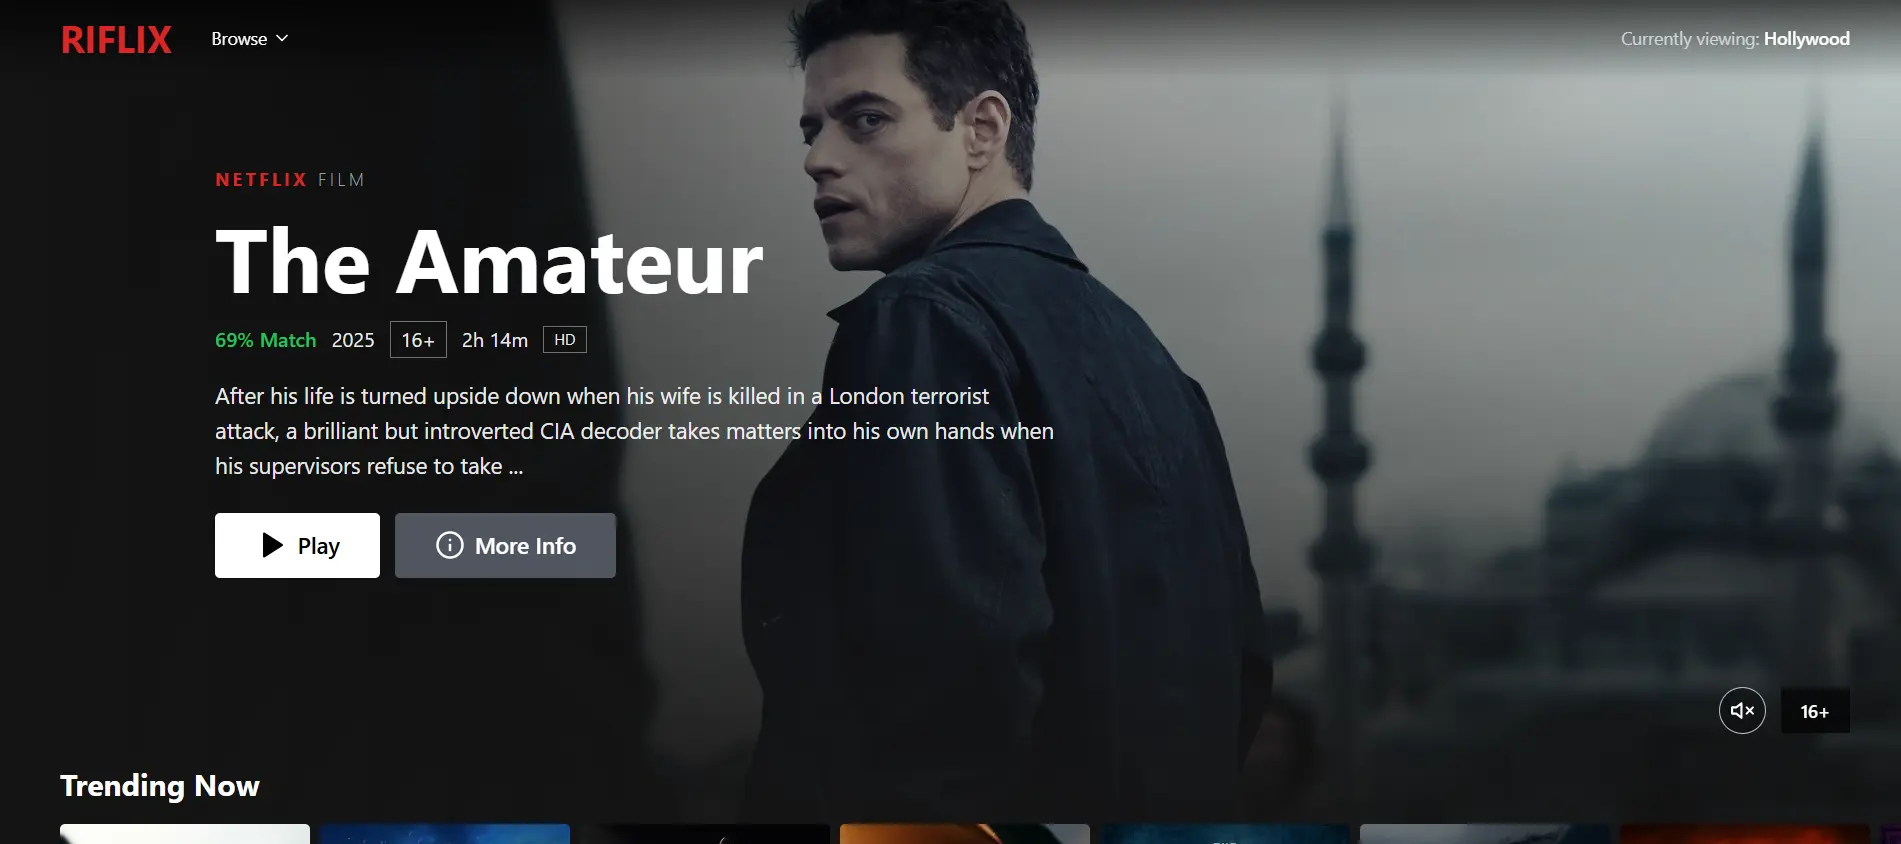 RIFLIX
Browse
Currently viewing: Hollywood
NETFLIX FILM
The Amateur
69% Match 2025 16+ 2h 14m HD
After his life is turned upside down when his wife is killed in a London terrorist
attack, a brilliant but introverted CIA decoder takes matters into his own hands when
his supervisors refuse to take ...
Play
More Info
16+
Trending Now